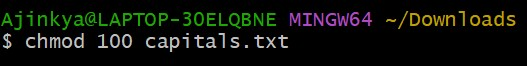 Ajinkya@LAPTOP-30ELQBNE MINGW64 ~/Downloads
$ chmod 100 capitals.txt